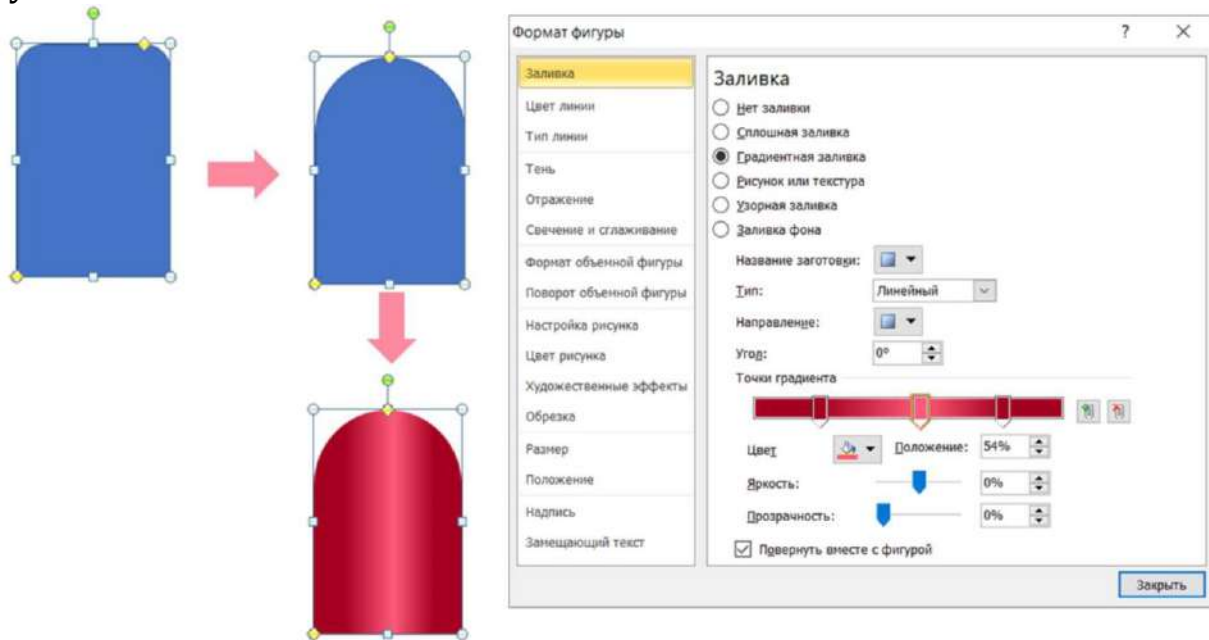 Формат фигуры
?
Заливка
Цвет линии
Тип линии
Тень
Отражение
Свечение и сглаживание
Формат объемной фигуры
Поворот объемной фигуры
Настройка рисунка
Цвет рисунка
Художественные эффекты
Обрезка
Размер
Положение
Надпись
Замещающий текст
Заливка
Нет заливки
Сплошная заливка
Градиентная заливка
Рисунок или текстура
Узорная заливка
Заливка фона
Название заготовки:
Тип: Линейный
Направление:
Угол: 0°
Точки градиента
Цвет Положение: 54%
Яркость: 0%
Прозрачность: 0%
Повернуть вместе с фигурой
Закрыть